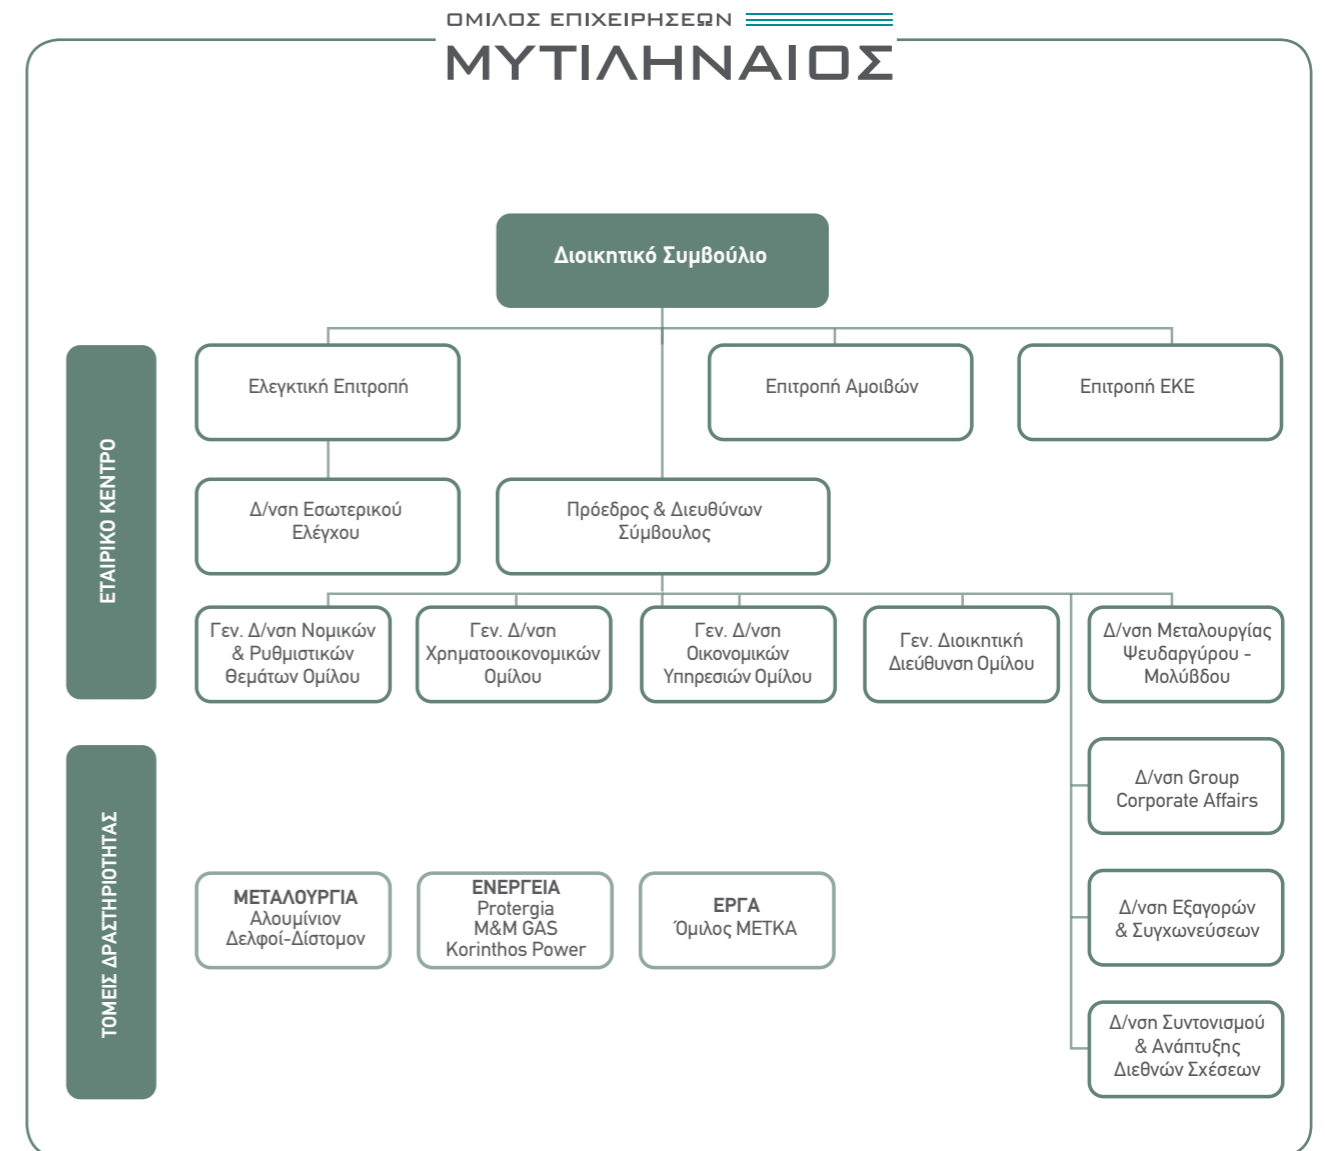 ΟΜΙΛΟΣ ΕΠΙΧΕΙΡΗΣΕΩΝ
ΜΥΤΙΛΗΝΑΙΟΣ
Διοικητικό Συμβούλιο
ΕΤΑΙΡΙΚΟ ΚΕΝΤΡΟ
Ελεγκτική Επιτροπή
Επιτροπή Αμοιβών
Επιτροπή ΕΚΕ
Δ/νση Εσωτερικού
Ελέγχου
Πρόεδρος & Διευθύνων
Σύμβουλος
Γεν. Δ/νση Νομικών
& Ρυθμιστικών
Θεμάτων Ομίλου
Γεν. Δ/νση
Χρηματοοικονομικών
Ομίλου
Γεν. Δ/νση
Οικονομικών
Υπηρεσιών Ομίλου
Γεν. Διοικητική
Διεύθυνση Ομίλου
Δ/νση Μεταλουργίας
Ψευδαργύρου -
Μολύβδου
Δ/νση Group
Corporate Affairs
Δ/νση Εξαγορών
& Συγχωνεύσεων
Δ/νση Συντονισμού
& Ανάπτυξης
Διεθνών Σχέσεων
ΤΟΜΕΙΣ ΔΡΑΣΤΗΡΙΟΤΗΤΑΣ
ΜΕΤΑΛΟΥΡΓΙΑ
Αλουμίνιον
Δελφοί-Δίστομον
ΕΝΕΡΓΕΙΑ
Protergia
M&M GAS
Korinthos Power
ΕΡΓΑ
Όμιλος ΜΕΤΚΑ